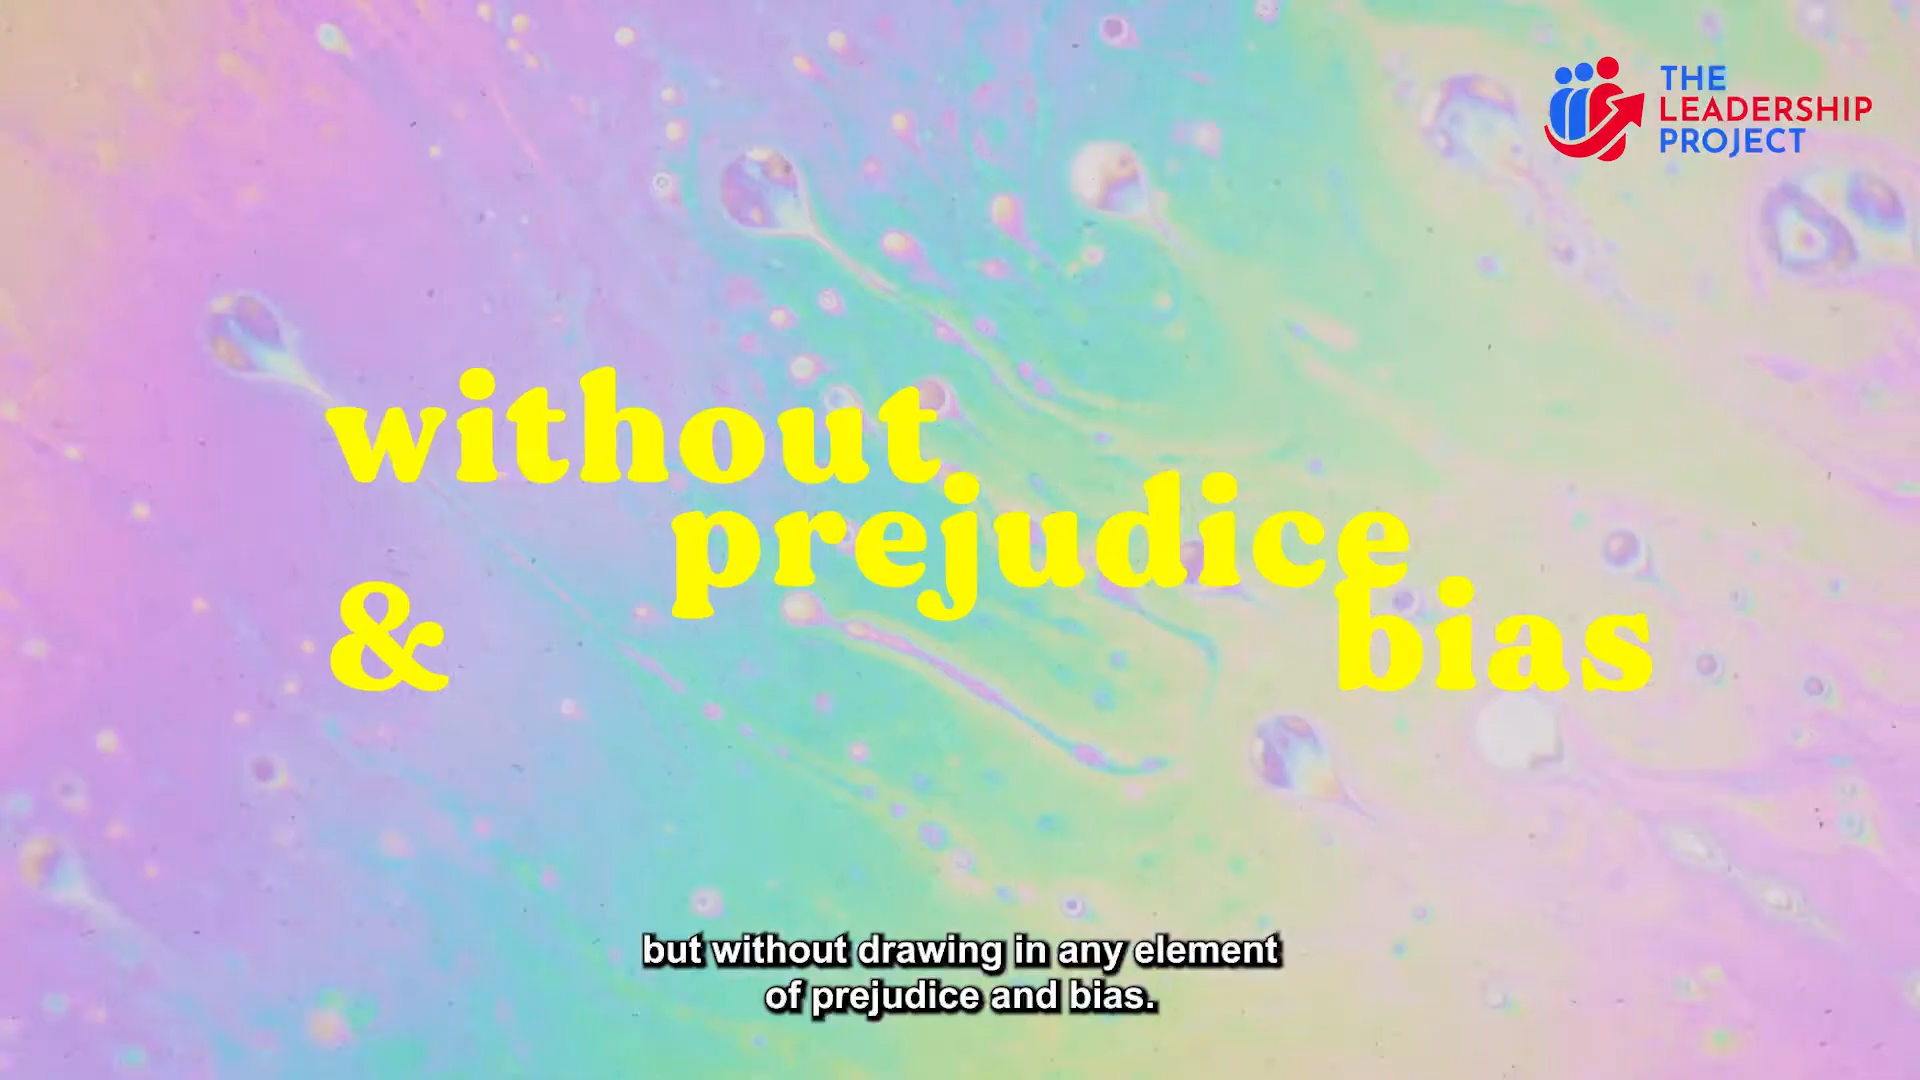 THE
LEADERSHIP
PROJECT
without
prejudice
& bias
but without drawing in any element
of prejudice and bias.